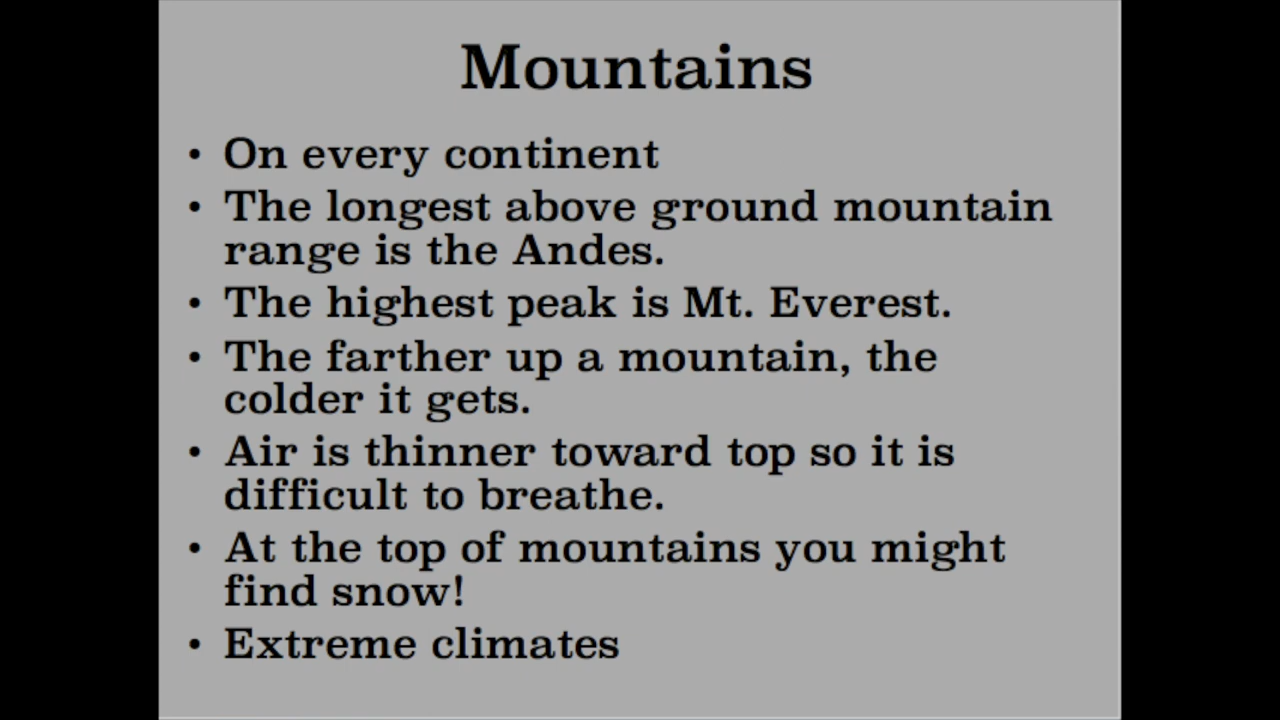 Mountains
• On every continent
• The longest above ground mountain
range is the Andes.
• The highest peak is Mt. Everest.
• The farther up a mountain, the
colder it gets.
• Air is thinner toward top so it is
difficult to breathe.
• At the top of mountains you might
find snow!
• Extreme climates